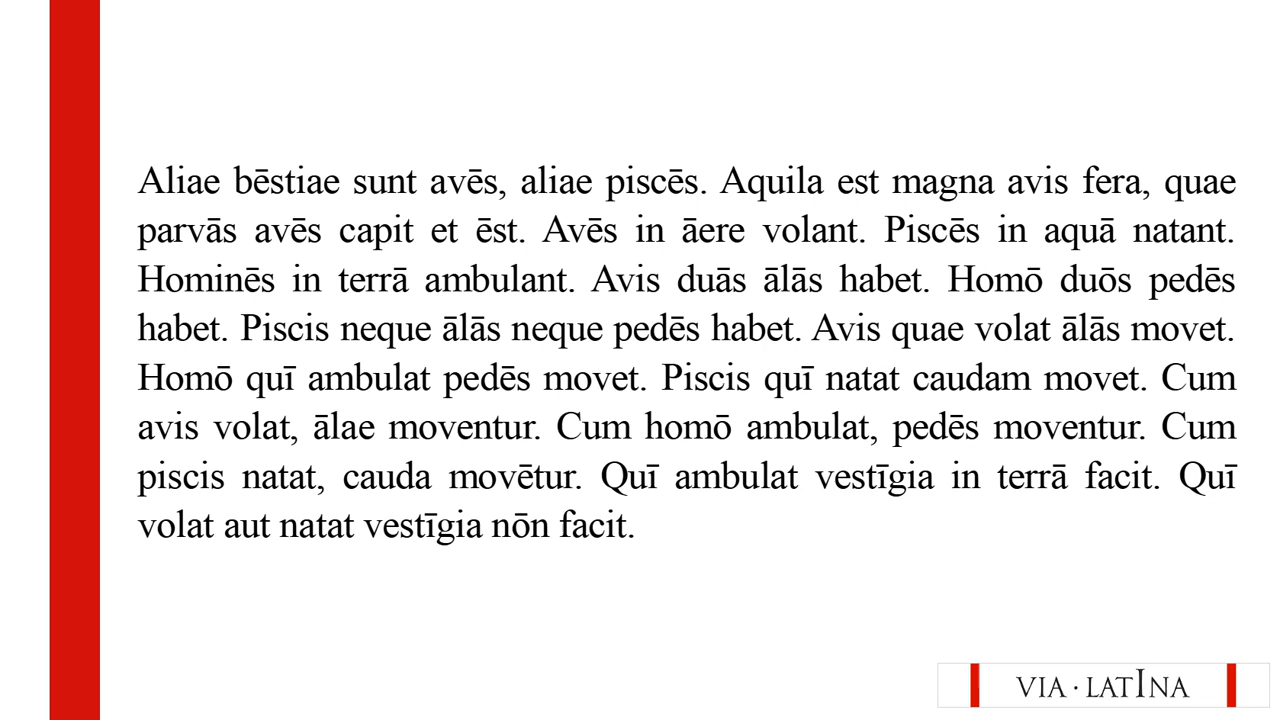 Aliae bēstiae sunt avēs, aliae piscēs. Aquila est magna avis fera, quae
parvās avēs capit et ēst. Avēs in āere volant. Piscēs in aquā natant.
Hominēs in terrā ambulant. Avis duās ālās habet. Homō duōs pedēs
habet. Piscis neque ālās neque pedēs habet. Avis quae volat ālās movet.
Homō quī ambulat pedēs movet. Piscis quī natat caudam movet. Cum
avis volat, ālae moventur. Cum homō ambulat, pedēs moventur. Cum
piscis natat, cauda movētur. Quī ambulat vestīgia in terrā facit. Quī
volat aut natat vestīgia nōn facit.
VIA · LATINA